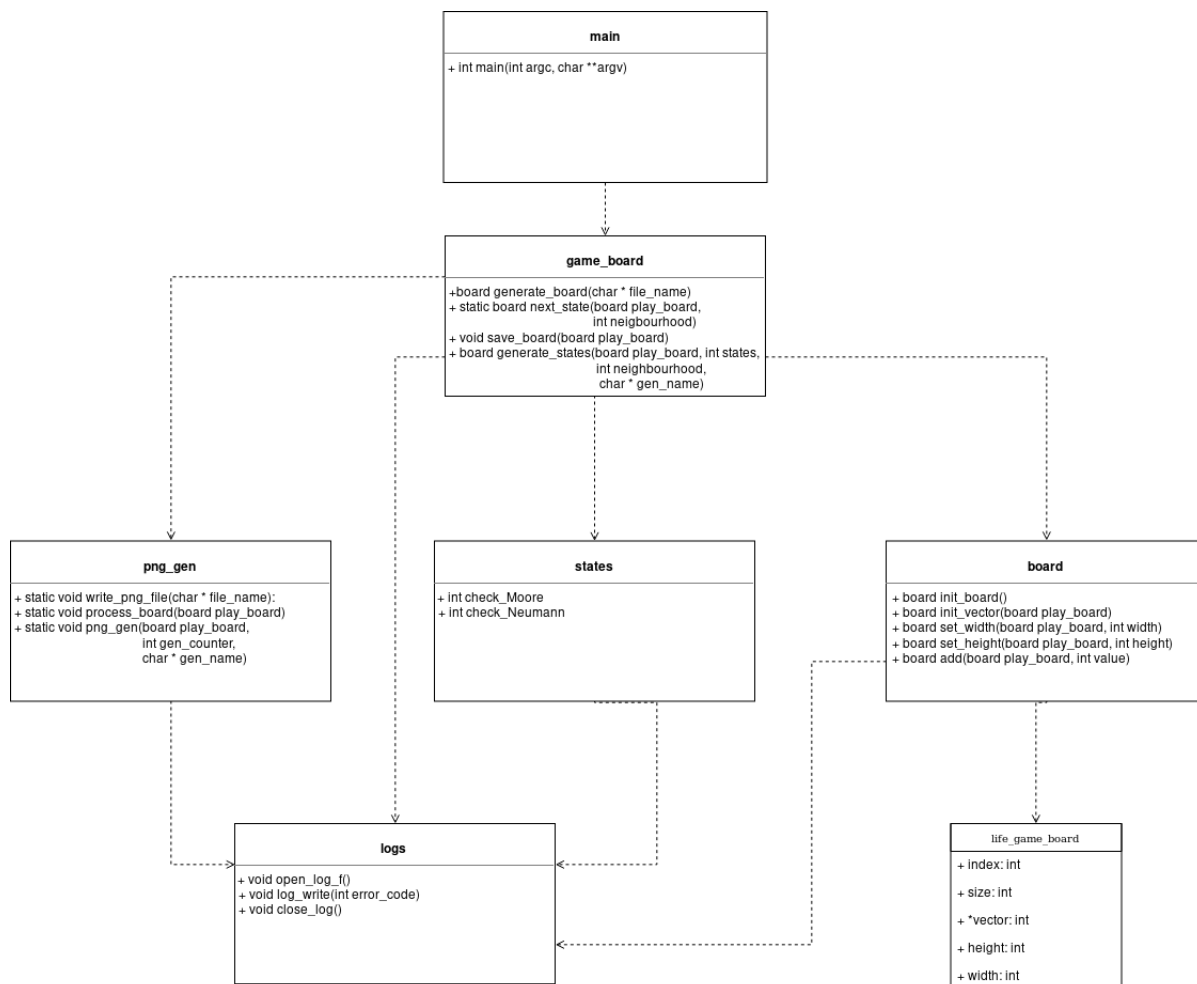 main
+ int main(int argc, char **argv)
game_board
+board generate_board(char * file_name)
+ static board next_state(board play_board,
int neigbourhood)
+ void save_board(board play_board)
+ board generate_states(board play_board, int states,
int neighbourhood,
char * gen_name)
png_gen
+ static void write_png_file(char * file_name):
+ static void process_board(board play_board)
+ static void png_gen(board play_board,
int gen_counter,
char * gen_name)
states
+ int check_Moore
+ int check_Neumann
board
+ board init_board()
+ board init_vector(board play_board)
+ board set_width(board play_board, int width)
+ board set_height(board play_board, int height)
+ board add(board play_board, int value)
logs
+ void open_log_f()
+ void log_write(int error_code)
+ void close_log()
life_game_board
+ index: int
+ size: int
+ *vector: int
+ height: int
+ width: int